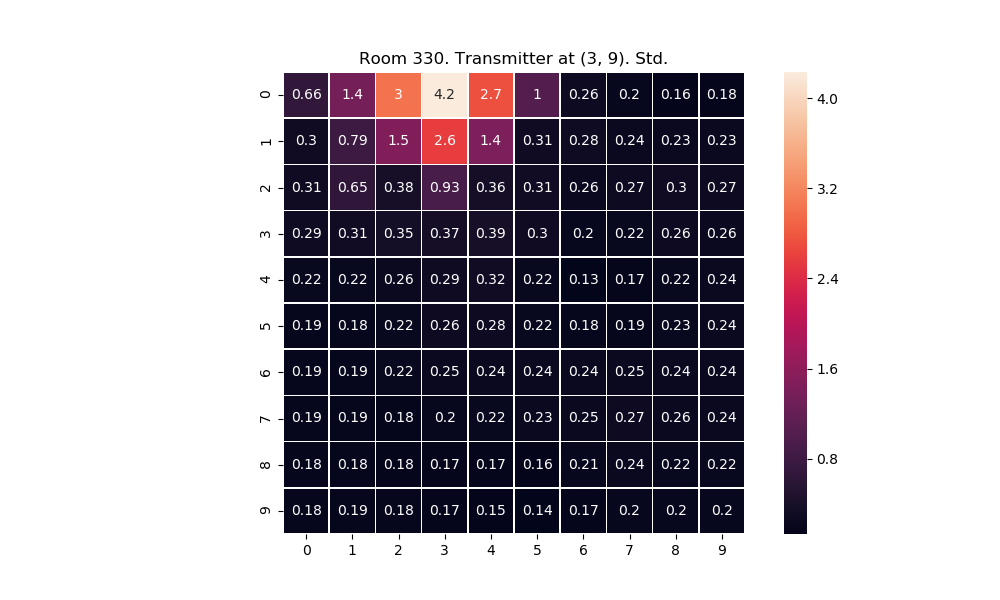 Room 330. Transmitter at (3, 9). Std.
0 0.66 1.4 3 4.2 2.7 1 0.26 0.2 0.16 0.18
1 0.3 0.79 1.5 2.6 1.4 0.31 0.28 0.24 0.23 0.23
2 0.31 0.65 0.38 0.93 0.36 0.31 0.26 0.27 0.3 0.27
3 0.29 0.31 0.35 0.37 0.39 0.3 0.2 0.22 0.26 0.26
4 0.22 0.22 0.26 0.29 0.32 0.22 0.13 0.17 0.22 0.24
5 0.19 0.18 0.22 0.26 0.28 0.22 0.18 0.19 0.23 0.24
6 0.19 0.19 0.22 0.25 0.24 0.24 0.24 0.25 0.24 0.24
7 0.19 0.19 0.18 0.2 0.22 0.23 0.25 0.27 0.26 0.24
8 0.18 0.18 0.18 0.17 0.17 0.16 0.21 0.24 0.22 0.22
9 0.18 0.19 0.18 0.17 0.15 0.14 0.17 0.2 0.2 0.2
0 1 2 3 4 5 6 7 8 9
4.0
3.2
2.4
1.6
0.8